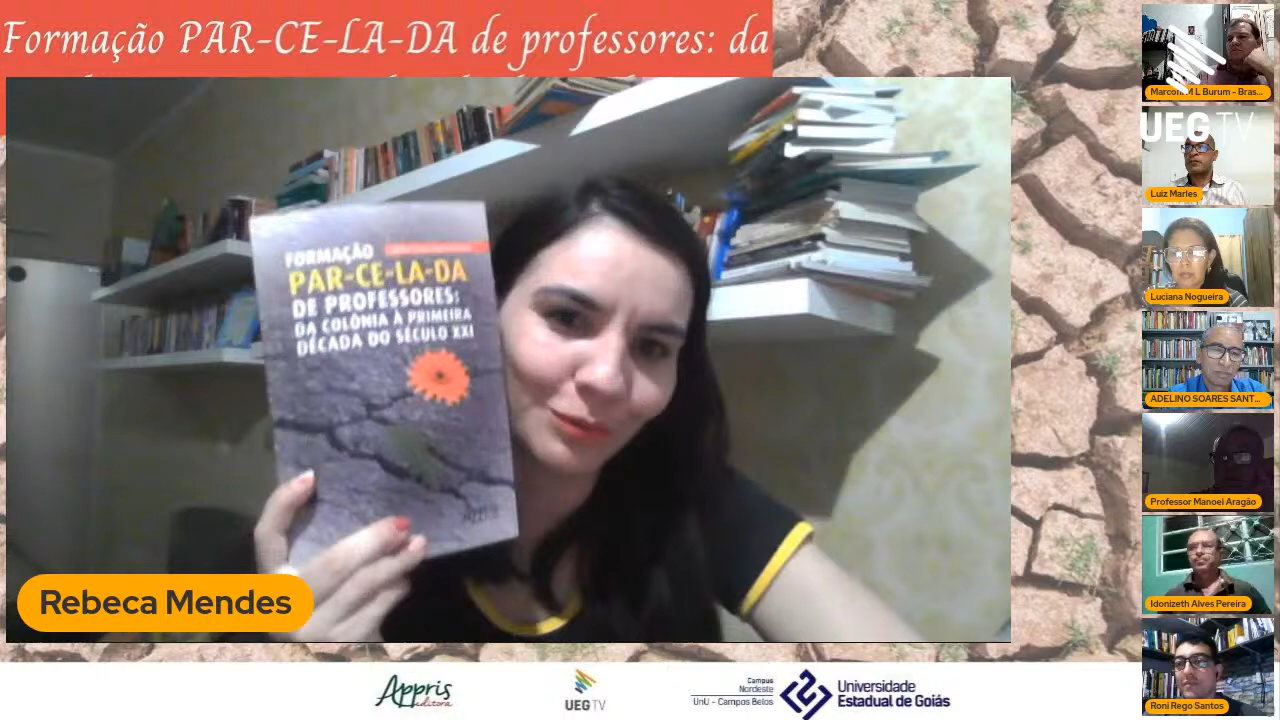 Formação PAR-CE-LA-DA de professores: da
FORMAÇÃO
PAR-CE-LA-DA
DE PROFESSORES:
DA COLÔNIA À PRIMEIRA
DÉCADA DO SÉCULO XXI
Rebeca Mendes
Marconi M L Burum - Bras...
UEG TV
Luiz Maries
Luciana Nogueira
ADELINO SOARES SANT...
Professor Manoel Aragão
Idonizeth Alves Pereira
Roni Rego Santos
Appris
editora
UEG TV
Campus
Nordeste
UnU - Campos Belos
Universidade
Estadual de Goiás